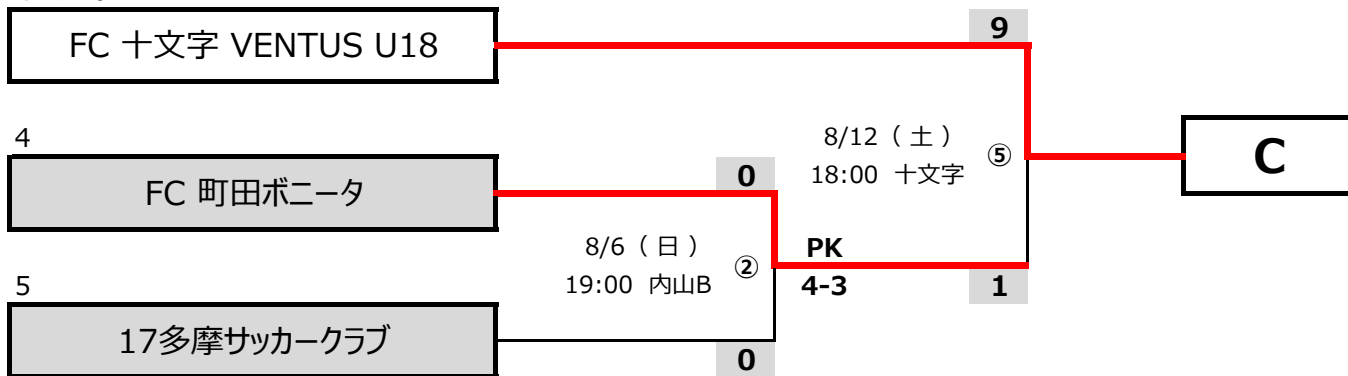 FC 十文字 VENTUS U18
9
4
8/12（土）
⑤
18:00 十文字
C
FC 町田ボニータ
0
8/6（日）
②
19:00 内山B
PK
4-3
1
5
17多摩サッカークラブ
0